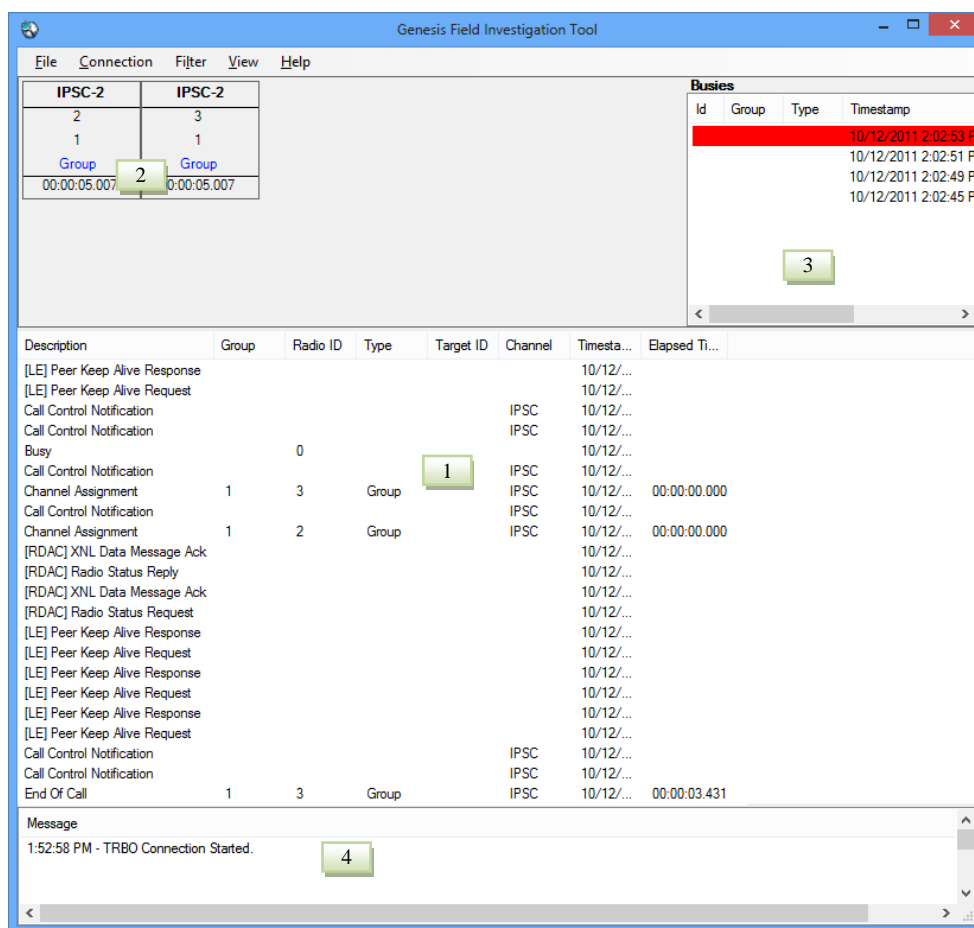 Genesis Field Investigation Tool
File Connection Filter View Help
IPSC-2 IPSC-2
2 3
1 1
Group Group
2
00:00:05.007 0:00:05.007
Busies
Id Group Type Timestamp
10/12/2011 2:02:53 P
10/12/2011 2:02:51 P
10/12/2011 2:02:49 P
10/12/2011 2:02:45 P
3
Description Group Radio ID Type Target ID Channel Timesta... Elapsed Ti...
[LE] Peer Keep Alive Response 10/12/...
[LE] Peer Keep Alive Request 10/12/...
Call Control Notification IPSC 10/12/...
Call Control Notification IPSC 10/12/...
Busy 0 10/12/...
Call Control Notification IPSC 10/12/...
1
Channel Assignment 1 3 Group IPSC 10/12/... 00:00:00.000
Call Control Notification IPSC 10/12/...
Channel Assignment 1 2 Group IPSC 10/12/... 00:00:00.000
[RDAC] XNL Data Message Ack 10/12/...
[RDAC] Radio Status Reply 10/12/...
[RDAC] XNL Data Message Ack 10/12/...
[RDAC] Radio Status Request 10/12/...
[LE] Peer Keep Alive Response 10/12/...
[LE] Peer Keep Alive Request 10/12/...
[LE] Peer Keep Alive Response 10/12/...
[LE] Peer Keep Alive Request 10/12/...
[LE] Peer Keep Alive Response 10/12/...
[LE] Peer Keep Alive Request 10/12/...
Call Control Notification IPSC 10/12/...
Call Control Notification IPSC 10/12/...
End Of Call 1 3 Group IPSC 10/12/... 00:00:03.431
Message
1:52:58 PM - TRBO Connection Started.
4